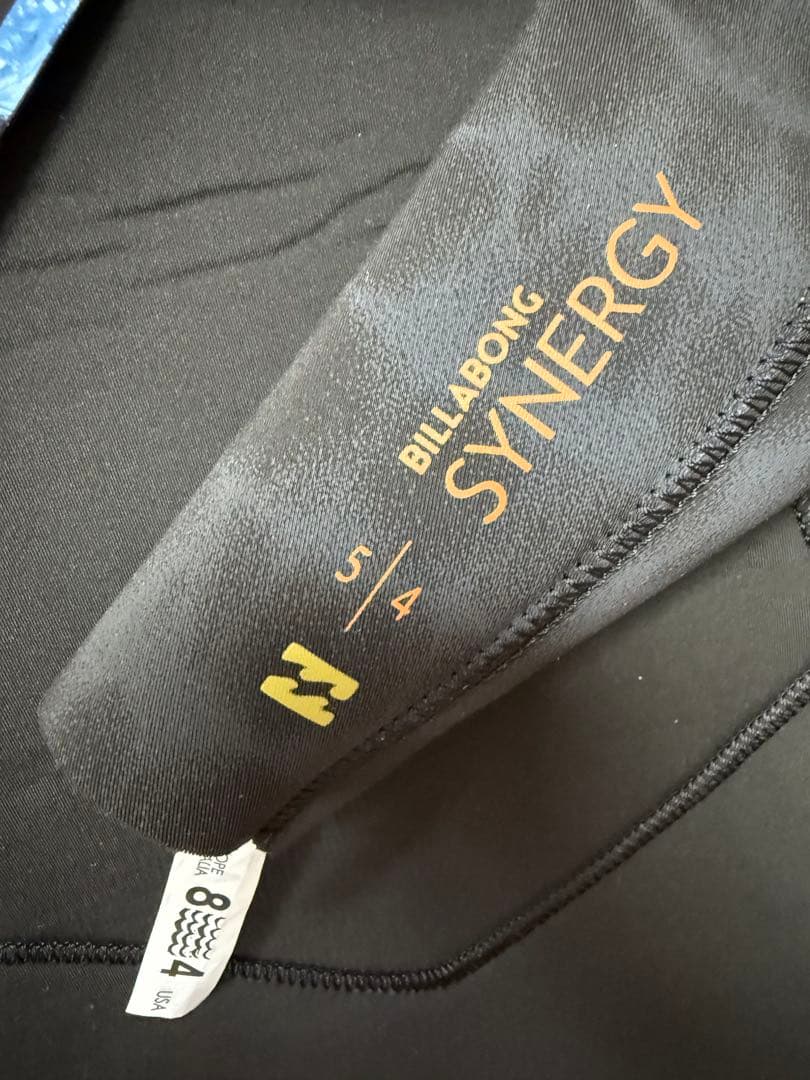 BILLABONG
SYNERGY
5/4
8
4 USA